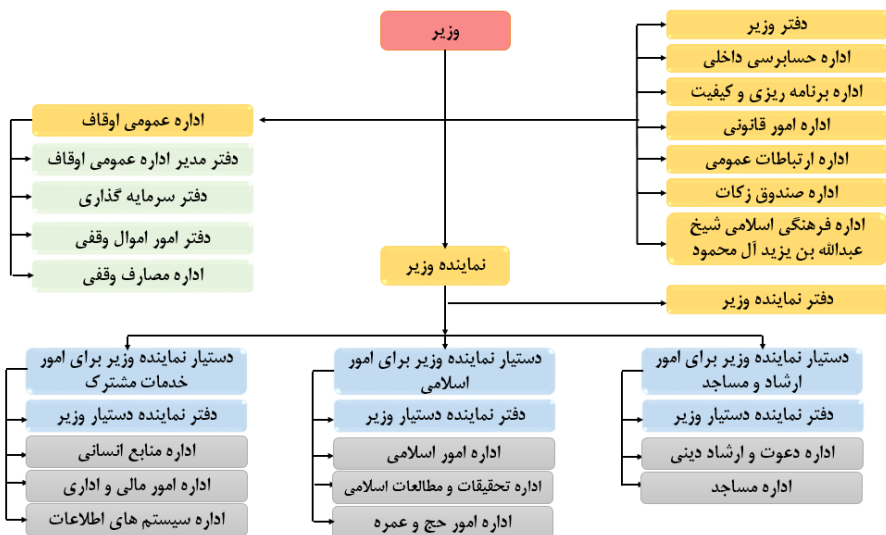 وزیر
دفتر وزیر
اداره حسابرسی داخلی
اداره برنامه ریزی و کیفیت
اداره امور قانونی
اداره ارتباطات عمومی
اداره صندوق زکات
اداره فرهنگی اسلامی شیخ
عبدالله بن یزید آل محمود
اداره عمومی اوقاف
دفتر مدیر اداره عمومی اوقاف
دفتر سرمایه گذاری
دفتر امور اموال وقفی
اداره مصارف وقفی
نماینده وزیر
دفتر نماینده وزیر
دستیار نماینده وزیر برای امور
ارشاد و مساجد
دفتر نماینده دستیار وزیر
اداره دعوت و ارشاد دینی
اداره مساجد
دستیار نماینده وزیر برای امور
اسلامی
دفتر نماینده دستیار وزیر
اداره امور اسلامی
اداره تحقیقات و مطالعات اسلامی
اداره امور حج و عمره
دستیار نماینده وزیر برای امور
خدمات مشترک
دفتر نماینده دستیار وزیر
اداره منابع انسانی
اداره امور مالی و اداری
اداره سیستم های اطلاعات